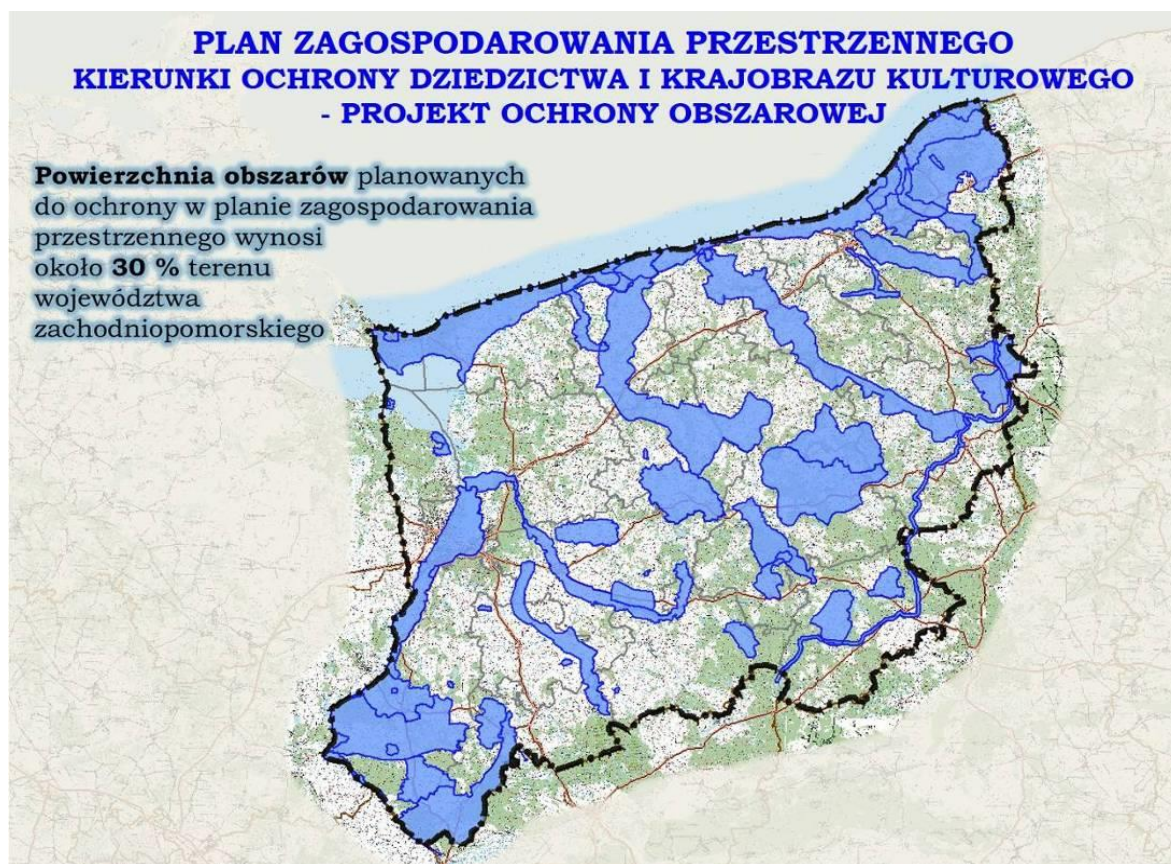 PLAN ZAGOSPODAROWANIA PRZESTRZENNEGO
KIERUNKI OCHRONY DZIEDZICTWA I KRAJOBRAZU KULTUROWEGO
- PROJEKT OCHRONY OBSZAROWEJ
Powierzchnia obszarów planowanych
do ochrony w planie zagospodarowania
przestrzennego wynosi
około 30 % terenu
województwa
zachodniopomorskiego